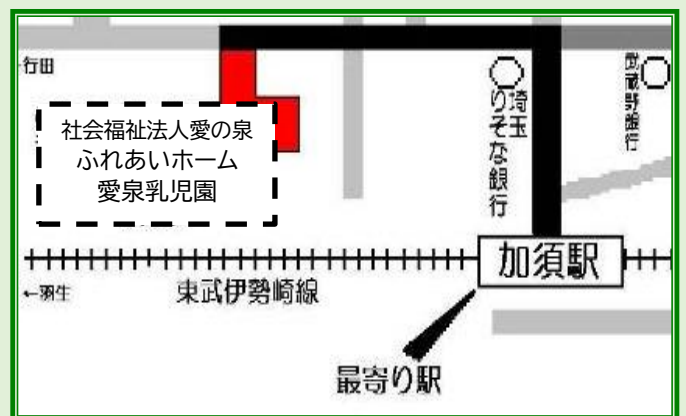 行田
社会福祉法人愛の泉
ふれあいホーム
愛泉乳児園
埼玉
りそな銀行
武蔵野銀行
加須駅
←羽生
東武伊勢崎線
最寄り駅